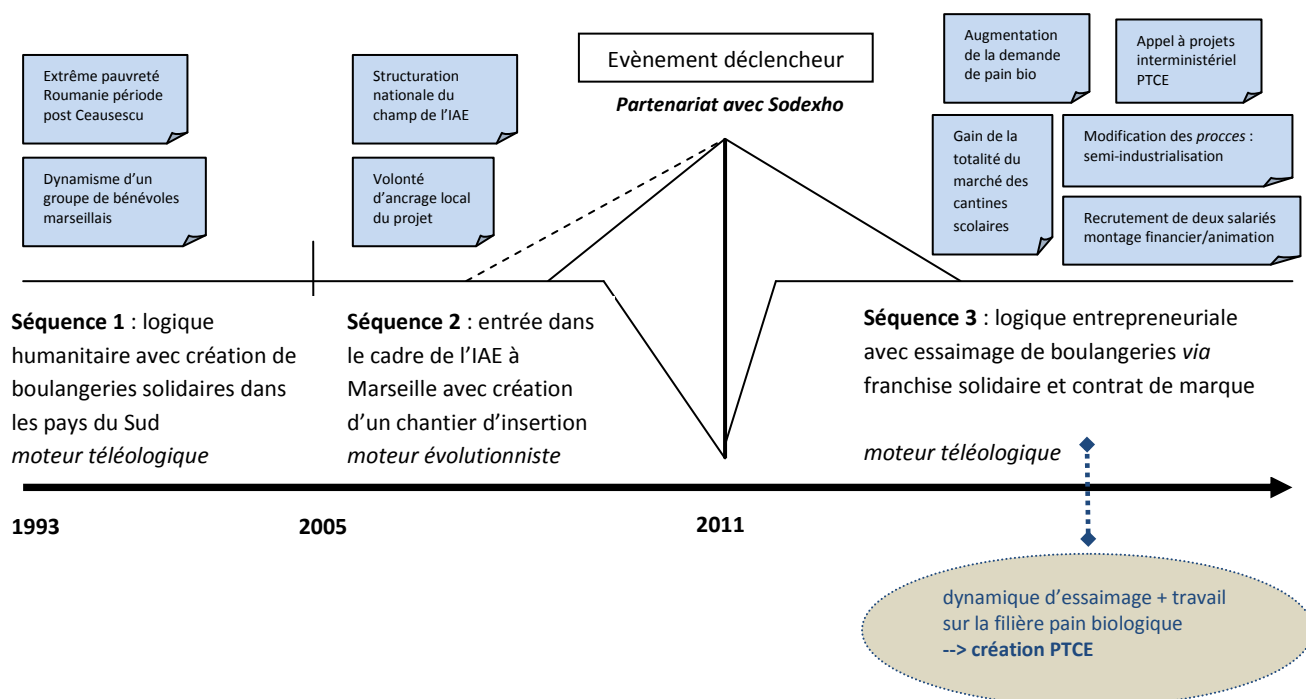 Extrême pauvreté
Roumanie période
post Ceausescu
Dynamisme d’un
groupe de bénévoles
marseillais
Structuration
nationale du
champ de l’IAE
Volonté
d’ancrage local
du projet
Evènement déclencheur
Partenariat avec Sodexho
Augmentation
de la demande
de pain bio
Appel à projets
interministériel
PTCE
Gain de la
totalité du
marché des
cantines
scolaires
Modification des procces :
semi-industrialisation
Recrutement de deux salariés
montage financier/animation
Séquence 1 : logique
humanitaire avec création de
boulangeries solidaires dans
les pays du Sud
moteur téléologique
Séquence 2 : entrée dans
le cadre de l’IAE à
Marseille avec création
d’un chantier d’insertion
moteur évolutionniste
Séquence 3 : logique entrepreneuriale
avec essaimage de boulangeries via
franchise solidaire et contrat de marque
moteur téléologique
1993
2005
2011
dynamique d’essaimage + travail
sur la filière pain biologique
--> création PTCE